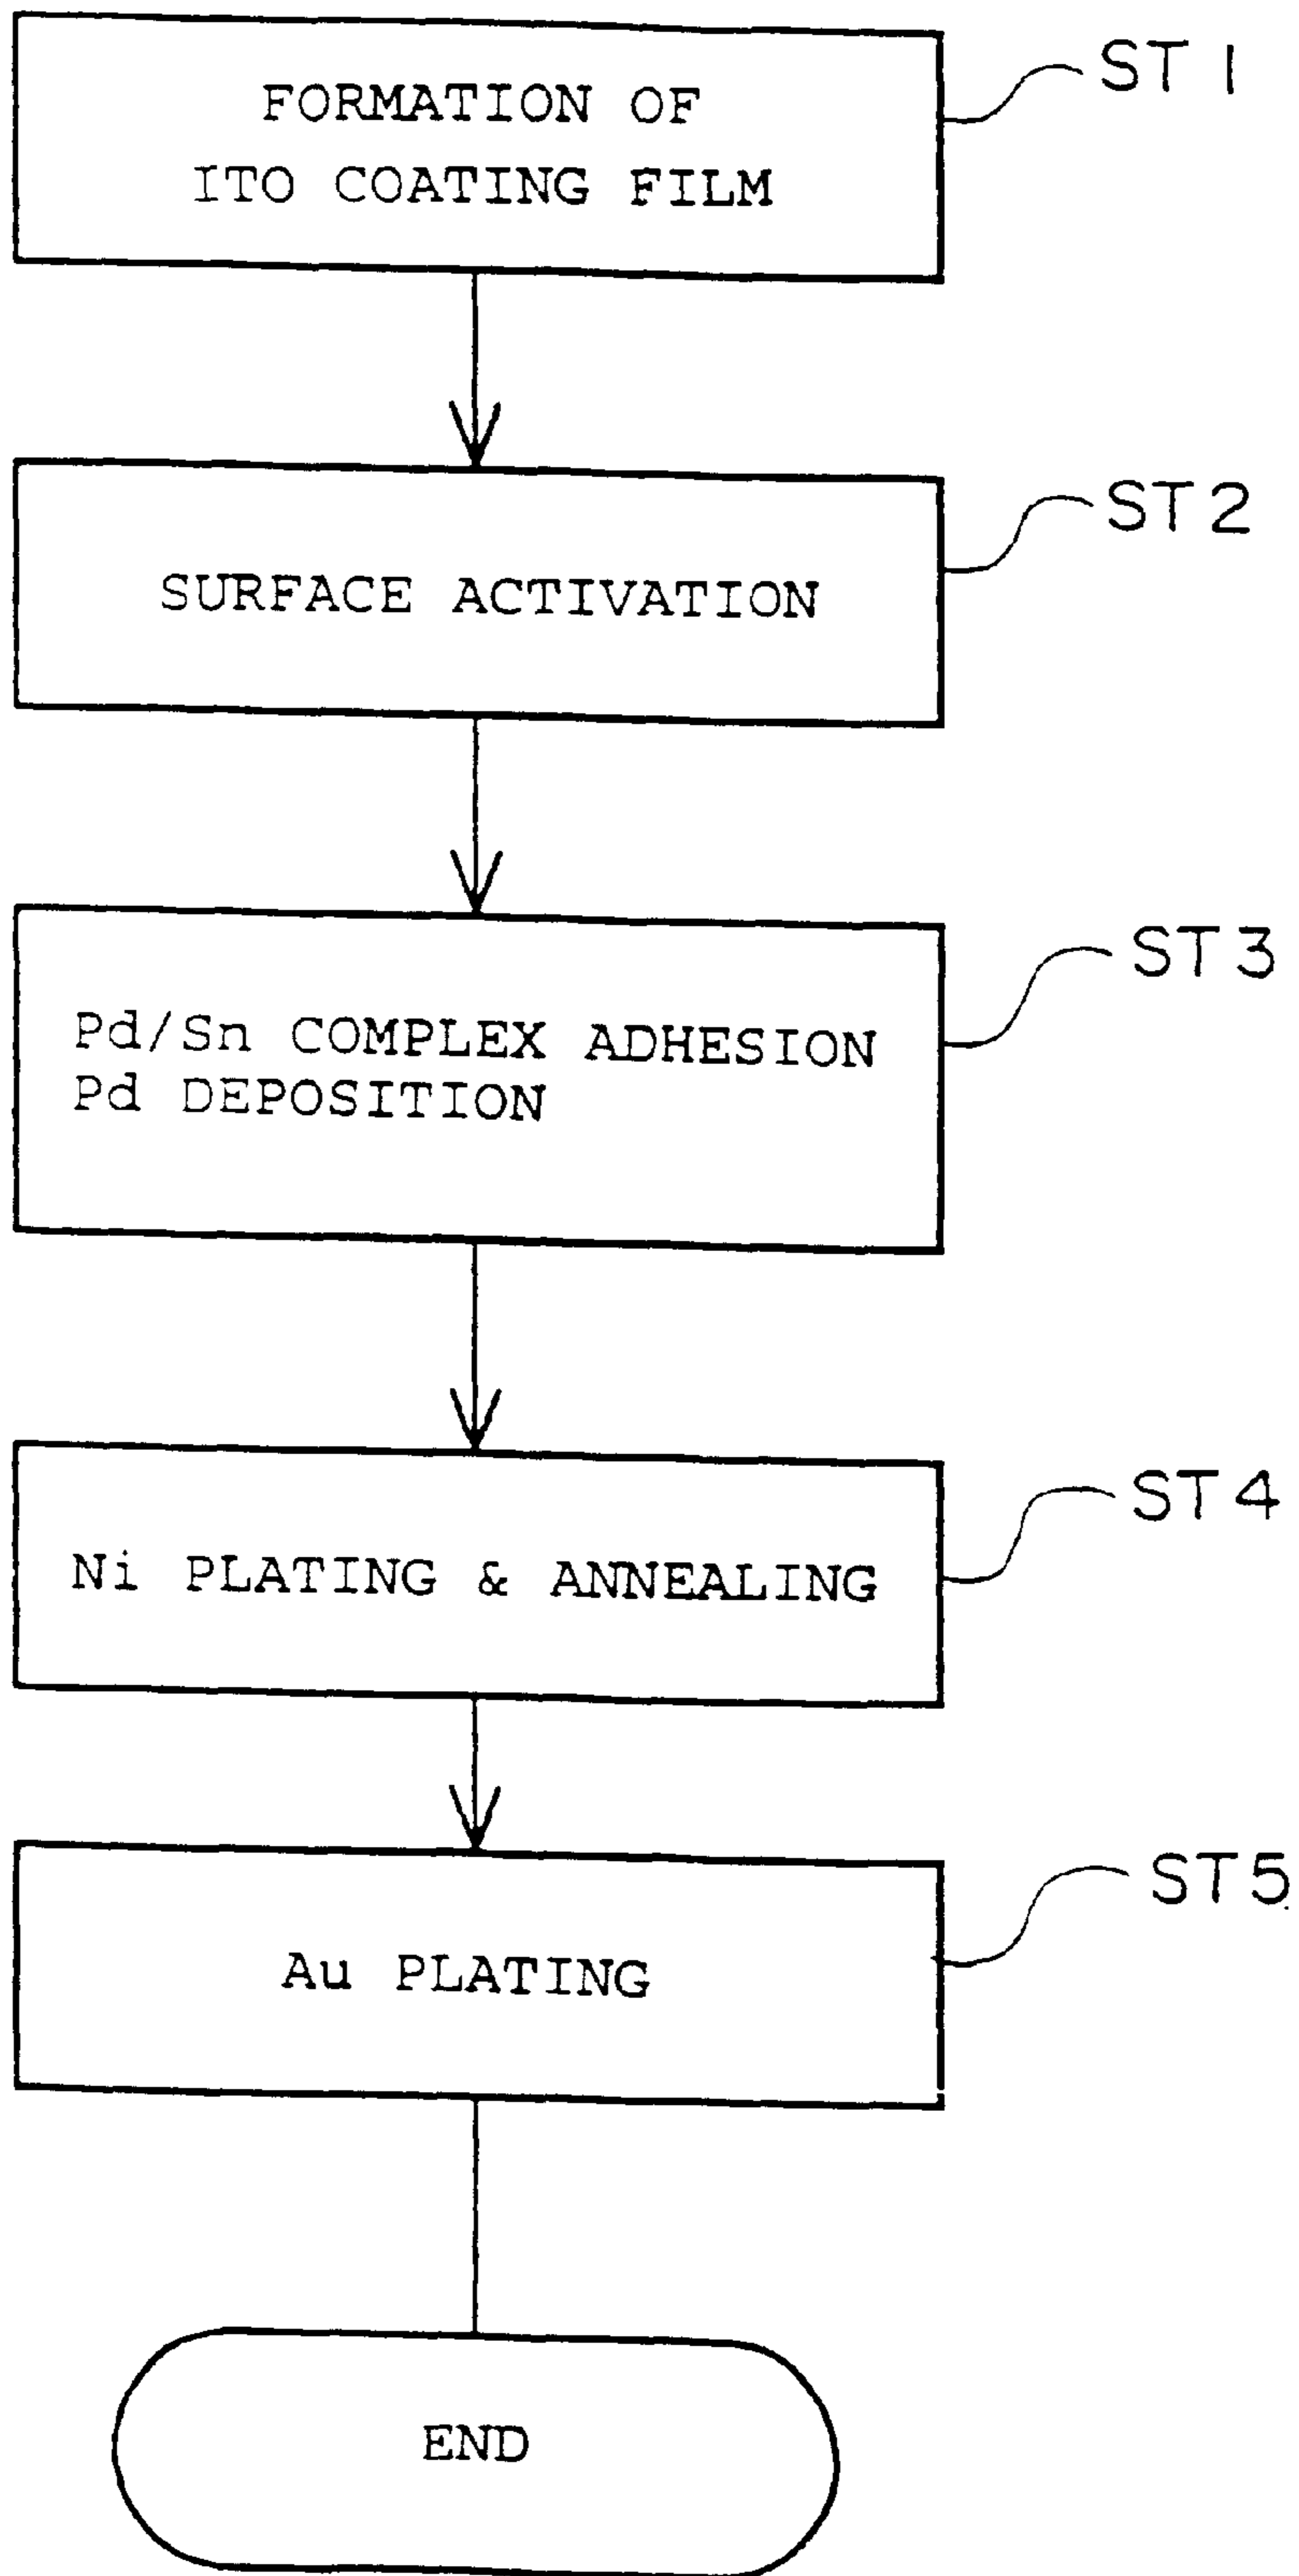 FORMATION OF
ITO COATING FILM
ST1
SURFACE ACTIVATION
ST2
Pd/Sn COMPLEX ADHESION
Pd DEPOSITION
ST3
Ni PLATING & ANNEALING
ST4
Au PLATING
ST5
END